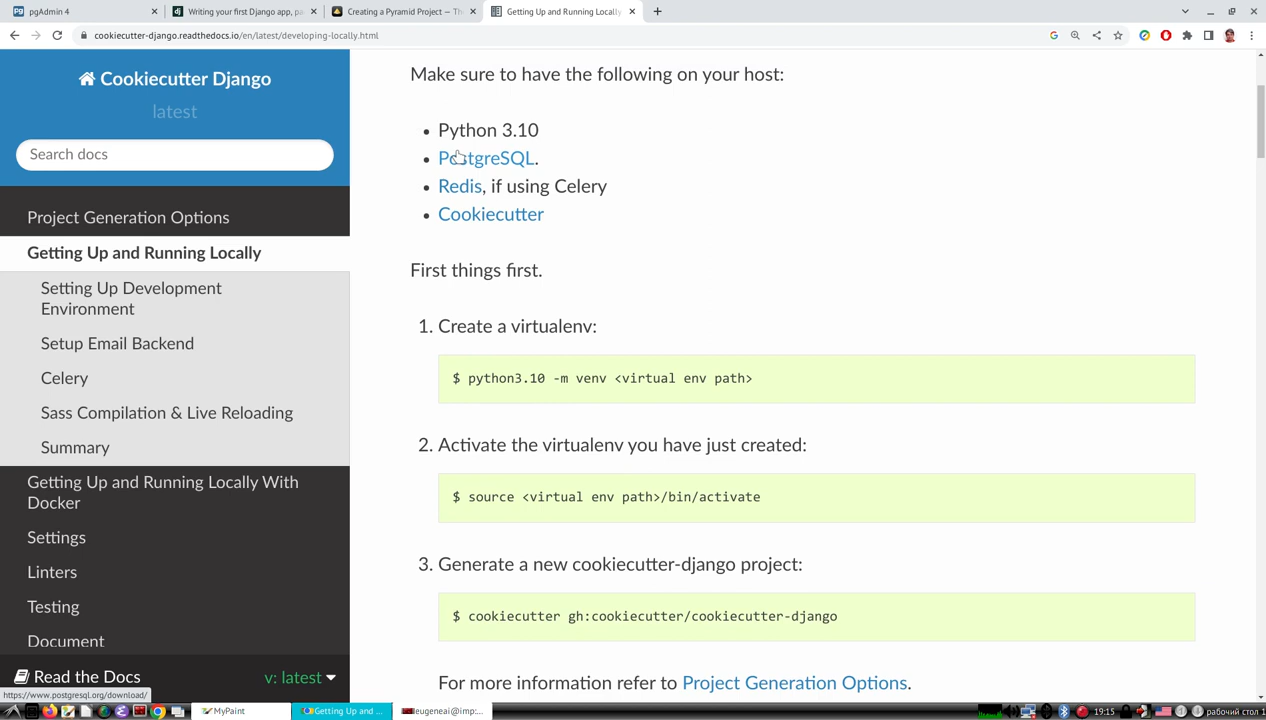 pgAdmin 4
Writing your first Django app, pa
Creating a Pyramid Project — Th
Getting Up and Running Locally
cookiecutter-django.readthedocs.io/en/latest/developing-locally.html
Cookiecutter Django
latest
Search docs
Project Generation Options
Getting Up and Running Locally
Setting Up Development
Environment
Setup Email Backend
Celery
Sass Compilation & Live Reloading
Summary
Getting Up and Running Locally With
Docker
Settings
Linters
Testing
Document
Read the Docs
v: latest
https://www.postgresql.org/download/
Make sure to have the following on your host:
• Python 3.10
• PostgreSQL.
• Redis, if using Celery
• Cookiecutter
First things first.
1. Create a virtualenv:
$ python3.10 -m venv <virtual env path>
2. Activate the virtualenv you have just created:
$ source <virtual env path>/bin/activate
3. Generate a new cookiecutter-django project:
$ cookiecutter gh:cookiecutter/cookiecutter-django
For more information refer to Project Generation Options.
MyPaint
Getting Up and ...
eugeneai@imp:...
19:15
рабочий стол 1